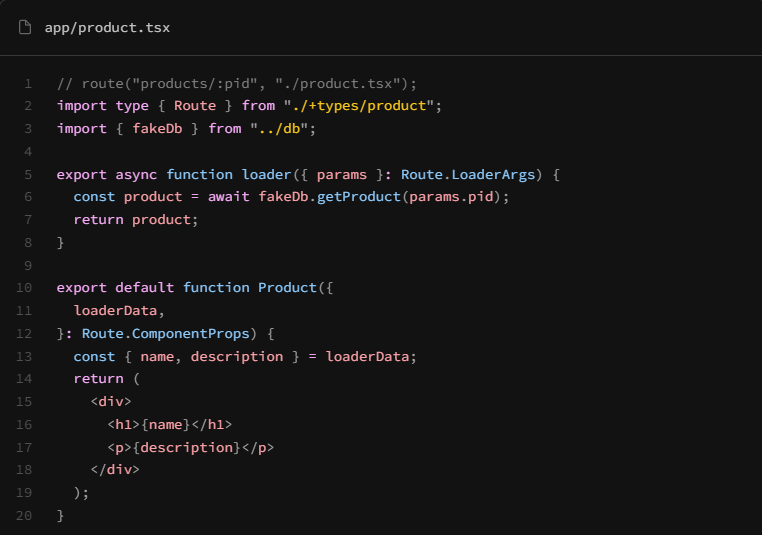 app/product.tsx
1 // route("products/:pid", "./product.tsx");
2 import type { Route } from "./+types/product";
3 import { fakeDb } from "../db";
4
5 export async function loader({ params }: Route.LoaderArgs) {
6   const product = await fakeDb.getProduct(params.pid);
7   return product;
8 }
9
10 export default function Product({
11   loaderData,
12 }: Route.ComponentProps) {
13   const { name, description } = loaderData;
14   return (
15     <div>
16       <h1>{name}</h1>
17       <p>{description}</p>
18     </div>
19   );
20 }